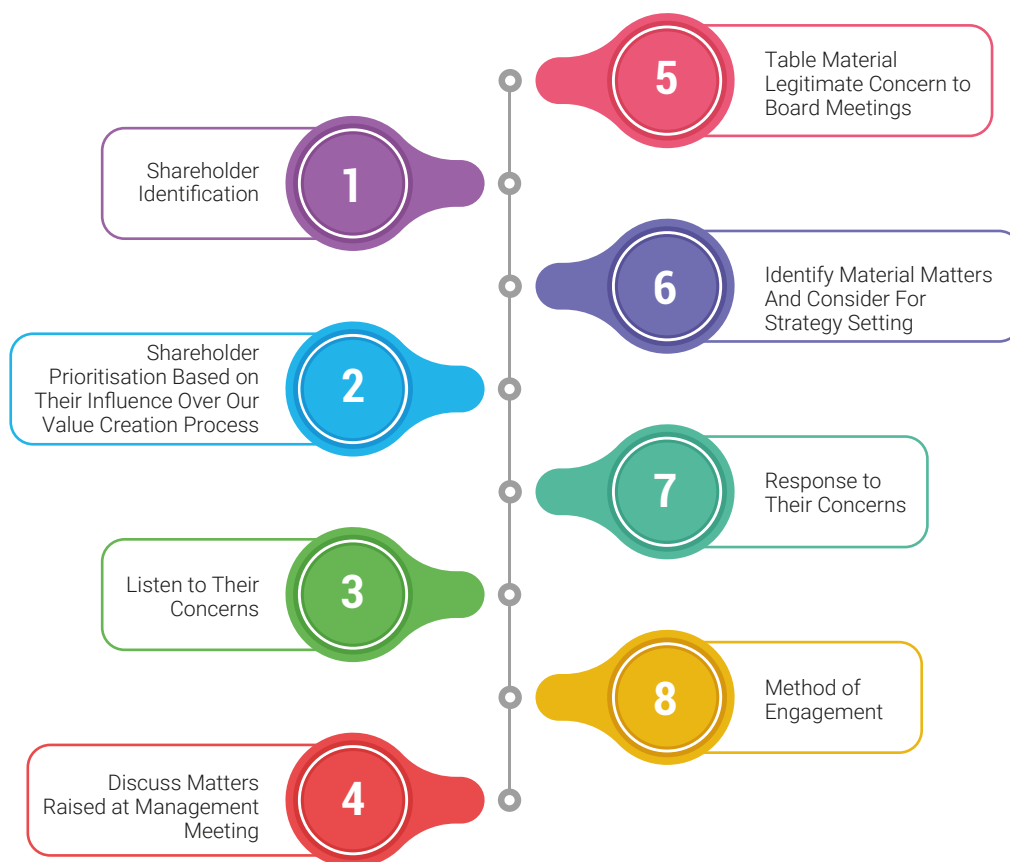 1
Shareholder
Identification
2
Shareholder
Prioritisation Based on
Their Influence Over Our
Value Creation Process
3
Listen to Their
Concerns
4
Discuss Matters
Raised at Management
Meeting
5
Table Material
Legitimate Concern to
Board Meetings
6
Identify Material Matters
And Consider For
Strategy Setting
7
Response to
Their Concerns
8
Method of
Engagement